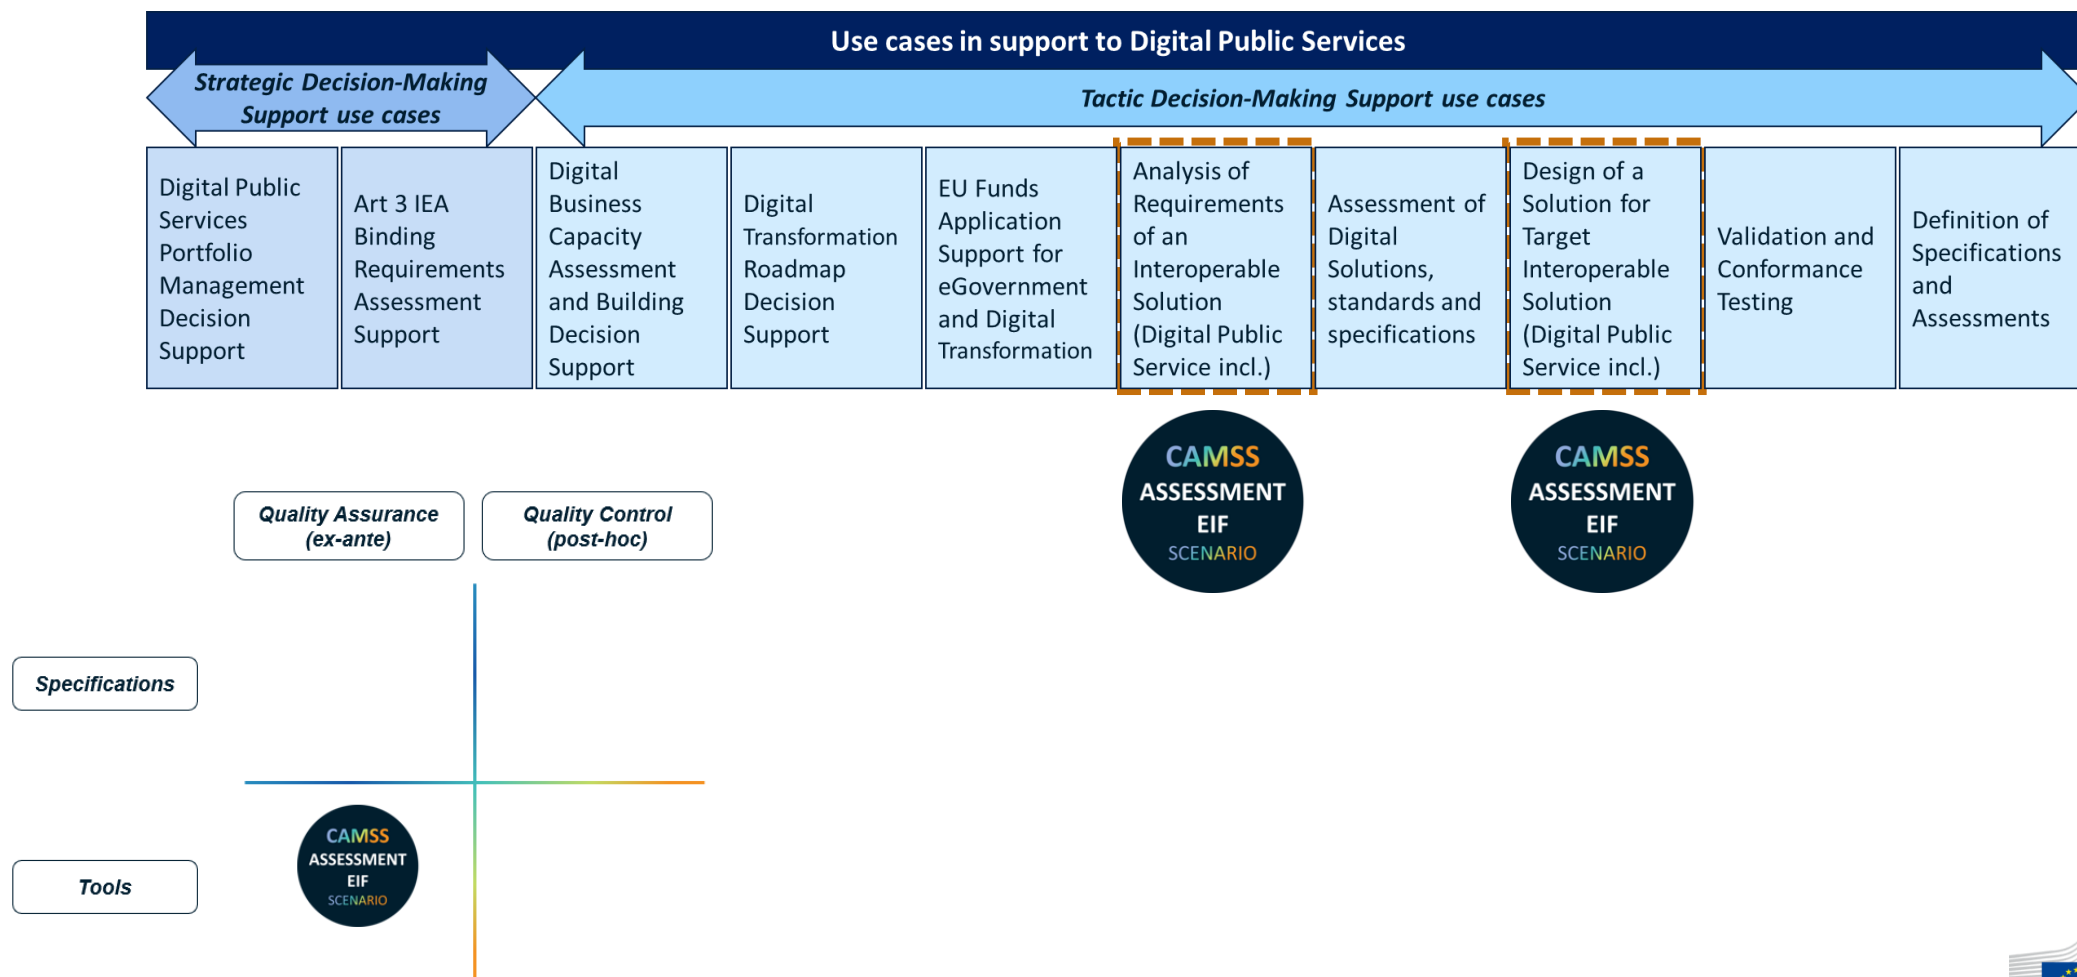 Use cases in support to Digital Public Services
Strategic Decision-Making
Support use cases
Tactic Decision-Making Support use cases
Digital Public
Services
Portfolio
Management
Decision
Support
Art 3 IEA
Binding
Requirements
Assessment
Support
Digital
Business
Capacity
Assessment
and Building
Decision
Support
Digital
Transformation
Roadmap
Decision
Support
EU Funds
Application
Support for
eGovernment
and Digital
Transformation
Analysis of
Requirements
of an
Interoperable
Solution
(Digital Public
Service incl.)
Assessment of
Digital
Solutions,
standards and
specifications
Design of a
Solution for
Target
Interoperable
Solution
(Digital Public
Service incl.)
Validation and
Conformance
Testing
Definition of
Specifications
and
Assessments
CAMSS
ASSESSMENT
EIF
SCENARIO
CAMSS
ASSESSMENT
EIF
SCENARIO
Quality Assurance
(ex-ante)
Quality Control
(post-hoc)
Specifications
Tools
CAMSS
ASSESSMENT
EIF
SCENARIO